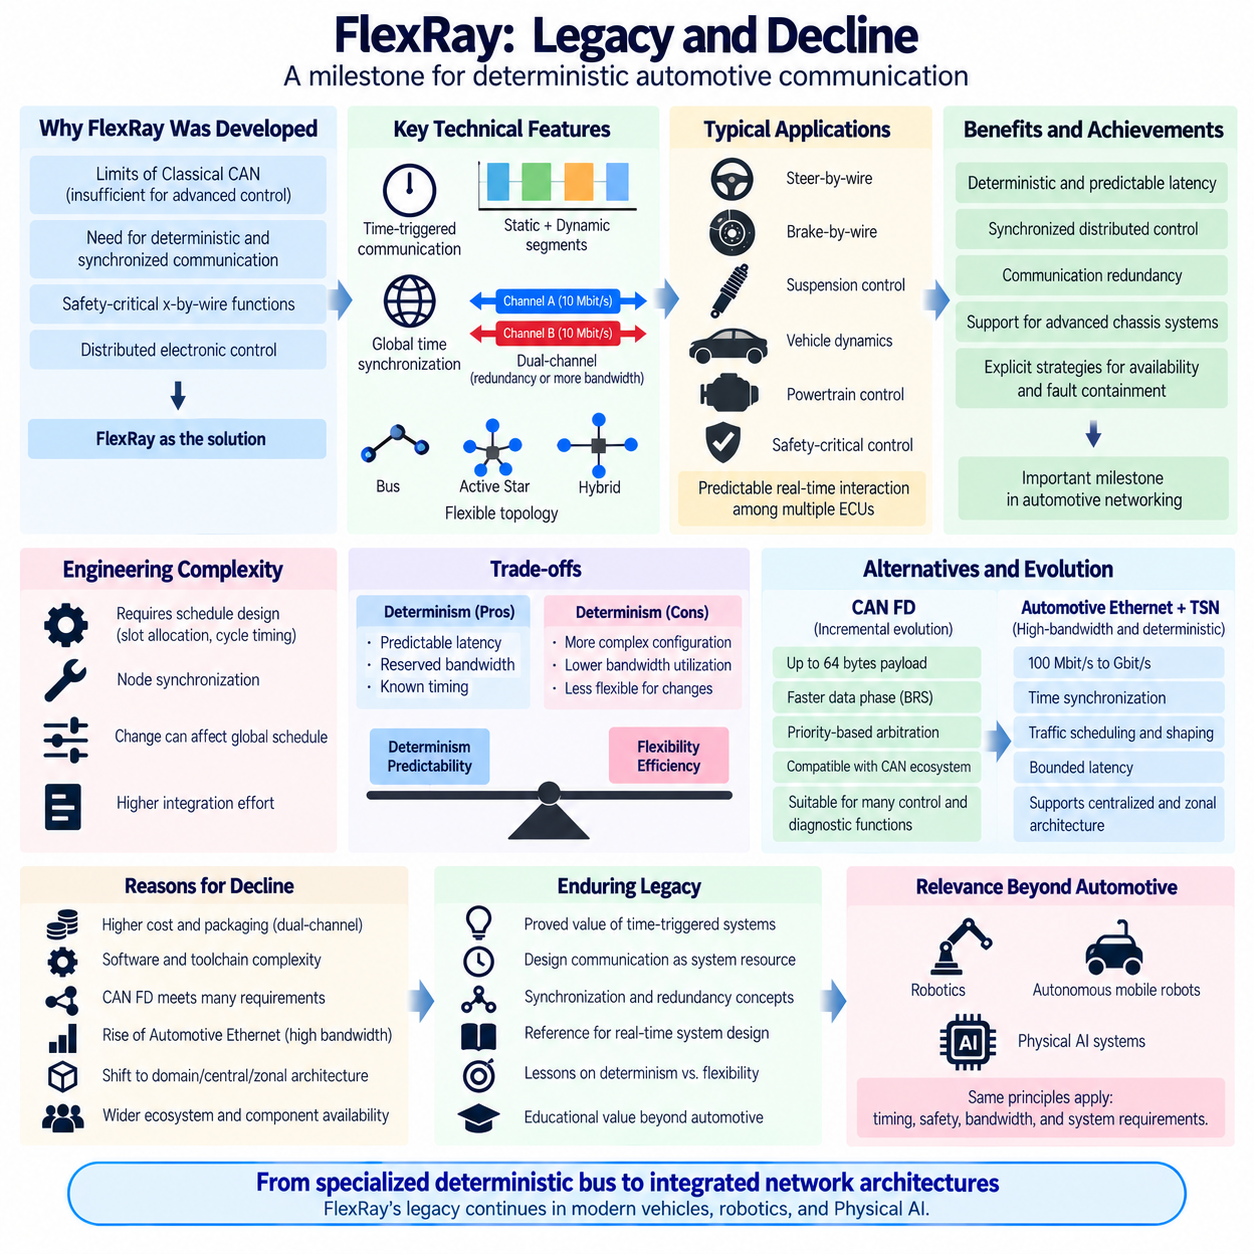 FlexRay: Legacy and Decline
A milestone for deterministic automotive communication
Why FlexRay Was Developed
Limits of Classical CAN
(insufficient for advanced control)
Need for deterministic and
synchronized communication
Safety-critical x-by-wire functions
Distributed electronic control
FlexRay as the solution
Key Technical Features
Time-triggered
communication
Static + Dynamic
segments
Global time
synchronization
Channel A (10 Mbit/s)
Channel B (10 Mbit/s)
Dual-channel
(redundancy or more bandwidth)
Bus
Active Star
Hybrid
Flexible topology
Typical Applications
Steer-by-wire
Brake-by-wire
Suspension control
Vehicle dynamics
Powertrain control
Safety-critical control
Predictable real-time interaction
among multiple ECUs
Benefits and Achievements
Deterministic and predictable latency
Synchronized distributed control
Communication redundancy
Support for advanced chassis systems
Explicit strategies for availability
and fault containment
Important milestone
in automotive networking
Engineering Complexity
Requires schedule design
(slot allocation, cycle timing)
Node synchronization
Change can affect global schedule
Higher integration effort
Trade-offs
Determinism (Pros)
• Predictable latency
• Reserved bandwidth
• Known timing
Determinism (Cons)
• More complex configuration
• Lower bandwidth utilization
• Less flexible for changes
Determinism
Predictability
Flexibility
Efficiency
Alternatives and Evolution
CAN FD
(Incremental evolution)
Up to 64 bytes payload
Faster data phase (BRS)
Priority-based arbitration
Compatible with CAN ecosystem
Suitable for many control and
diagnostic functions
Automotive Ethernet + TSN
(High-bandwidth and deterministic)
100 Mbit/s to Gbit/s
Time synchronization
Traffic scheduling and shaping
Bounded latency
Supports centralized and zonal
architecture
Reasons for Decline
Higher cost and packaging (dual-channel)
Software and toolchain complexity
CAN FD meets many requirements
Rise of Automotive Ethernet (high bandwidth)
Shift to domain/central/zonal architecture
Wider ecosystem and component availability
Enduring Legacy
Proved value of time-triggered systems
Design communication as system resource
Synchronization and redundancy concepts
Reference for real-time system design
Lessons on determinism vs. flexibility
Educational value beyond automotive
Relevance Beyond Automotive
Robotics
Autonomous mobile robots
AI
Physical AI systems
Same principles apply:
timing, safety, bandwidth, and system requirements.
From specialized deterministic bus to integrated network architectures
FlexRay's legacy continues in modern vehicles, robotics, and Physical AI.